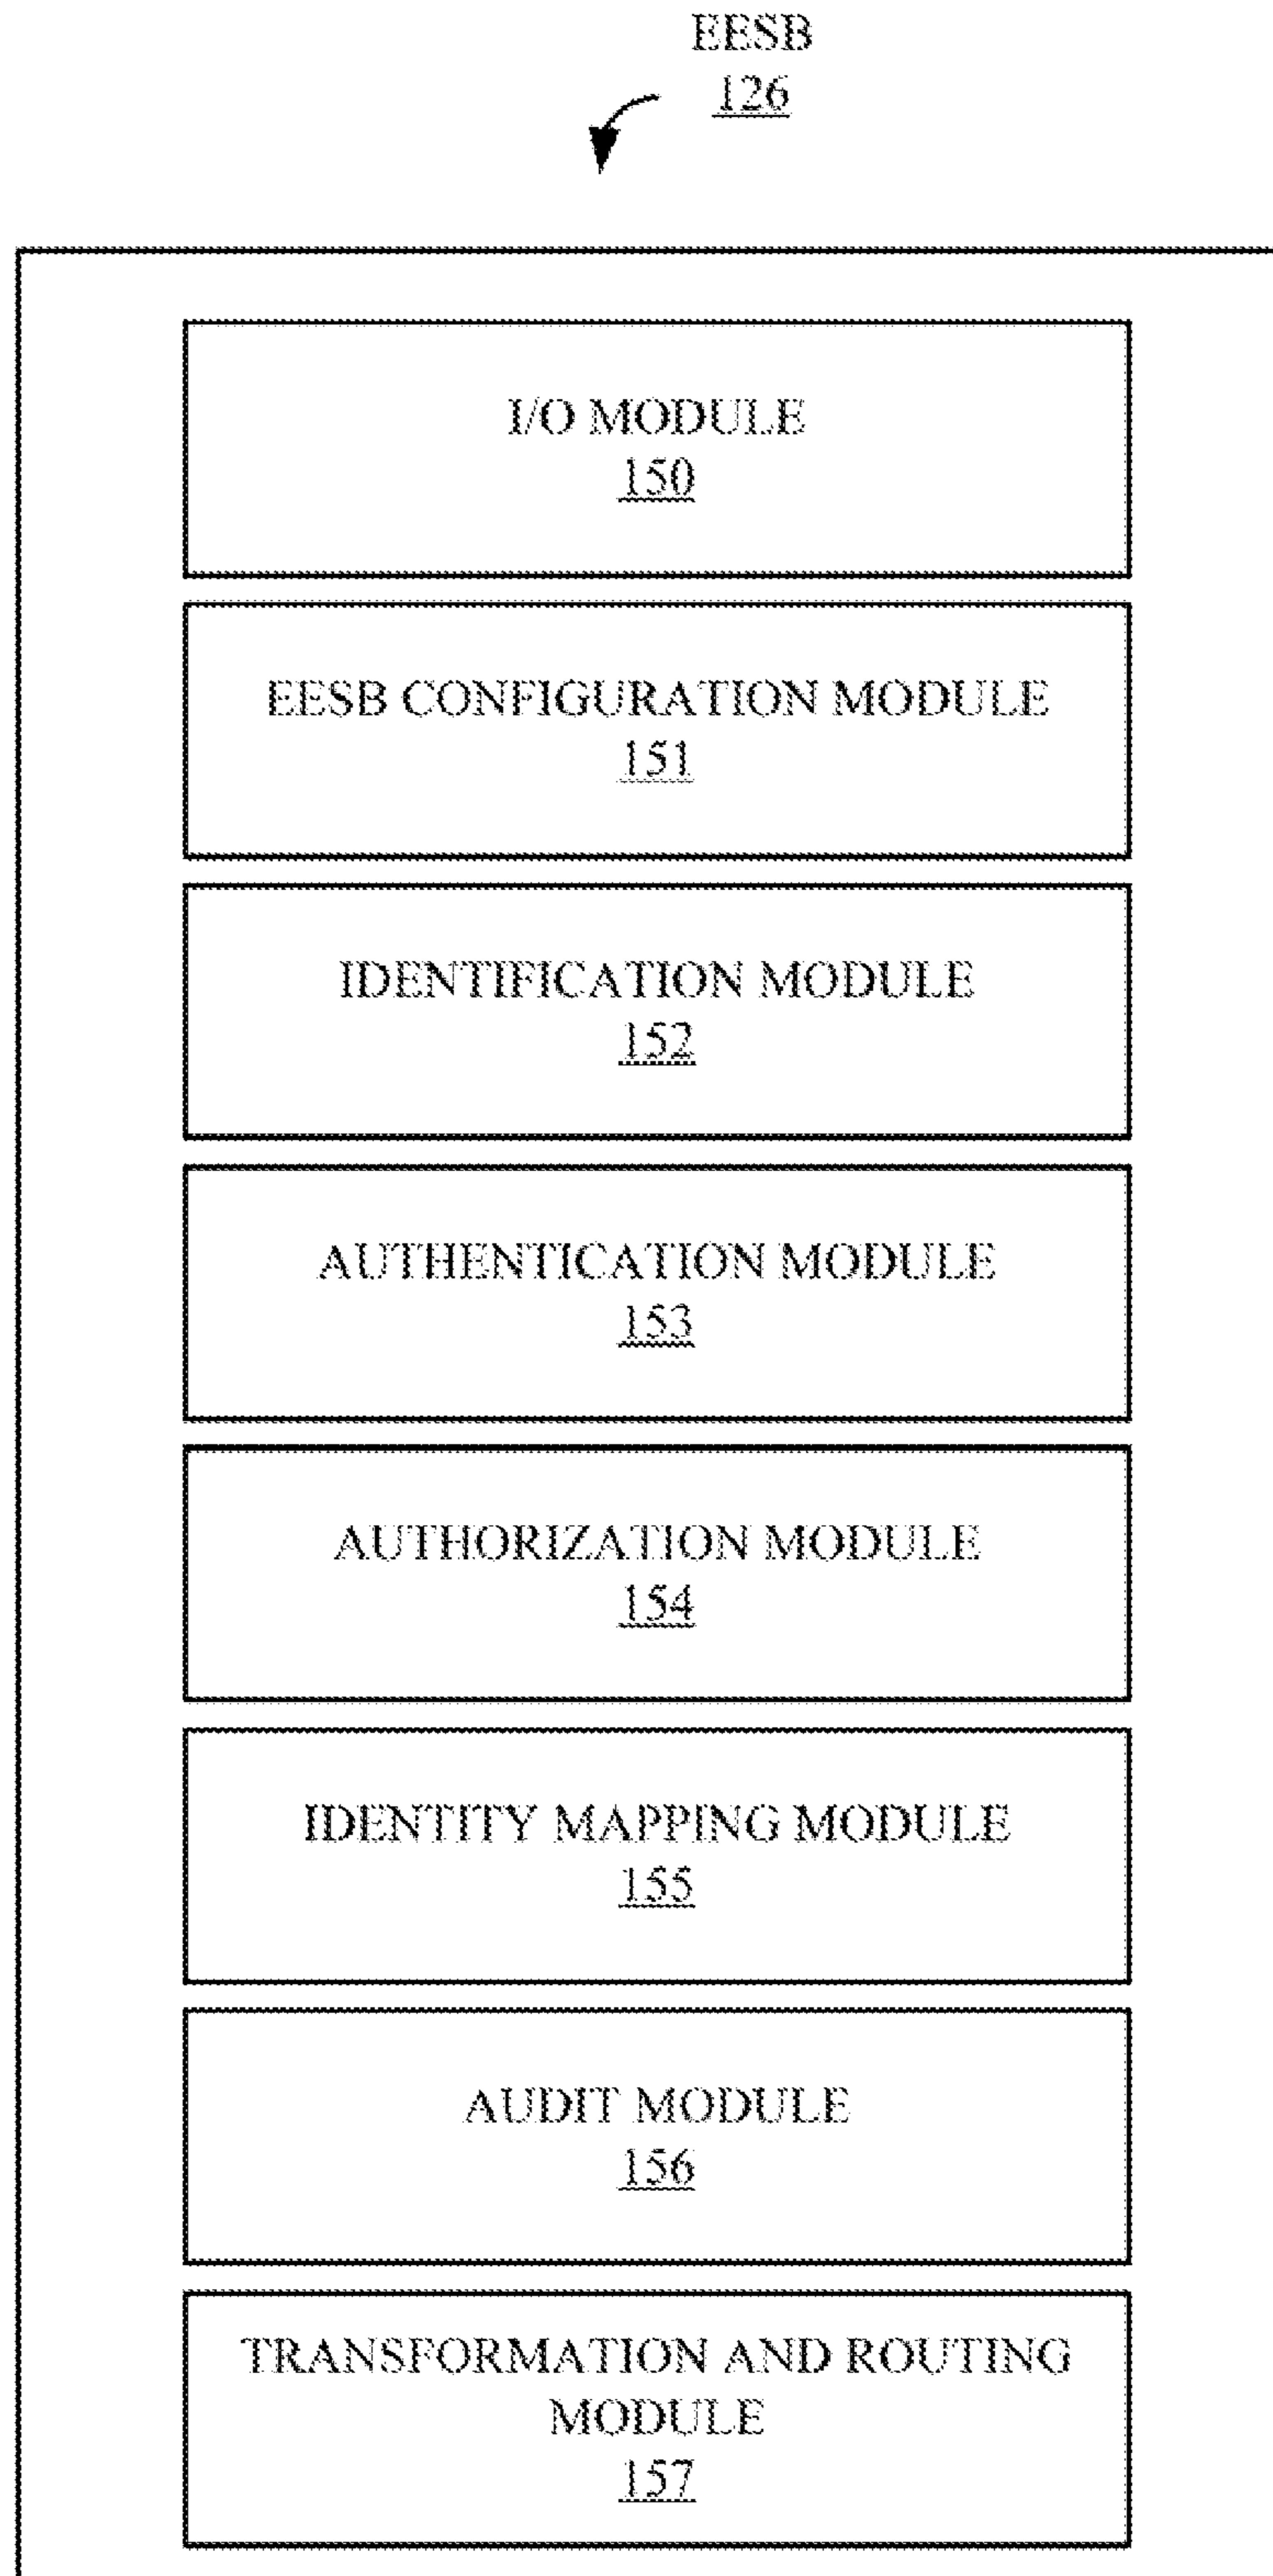 EESB
126
I/O MODULE
150
EESB CONFIGURATION MODULE
151
IDENTIFICATION MODULE
152
AUTHENTICATION MODULE
153
AUTHORIZATION MODULE
154
IDENTITY MAPPING MODULE
155
AUDIT MODULE
156
TRANSFORMATION AND ROUTING
MODULE
157